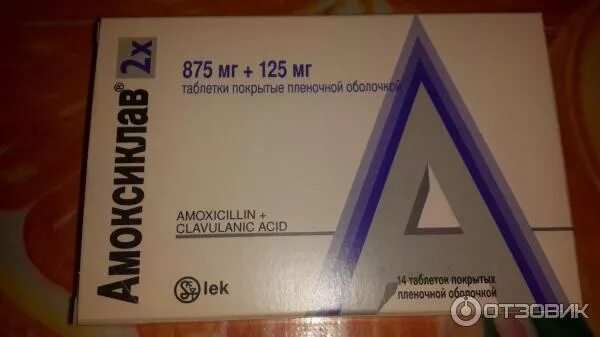 Амоксиклав® 2x
875 мг + 125 мг
таблетки покрытые пленочной оболочкой
AMOXICILLIN +
CLAVULANIC ACID
lek
14 таблеток покрытых
пленочной оболочкой
ОТЗОВИК